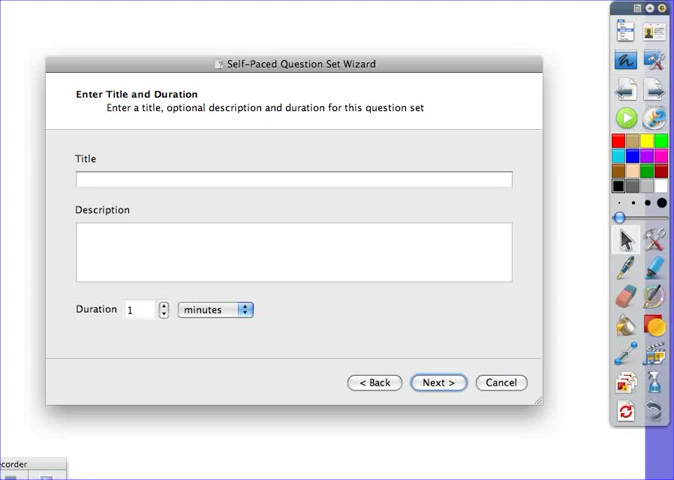 Self-Paced Question Set Wizard
Enter Title and Duration
Enter a title, optional description and duration for this question set
Title
Description
Duration 1 minutes
< Back Next > Cancel
ecorder